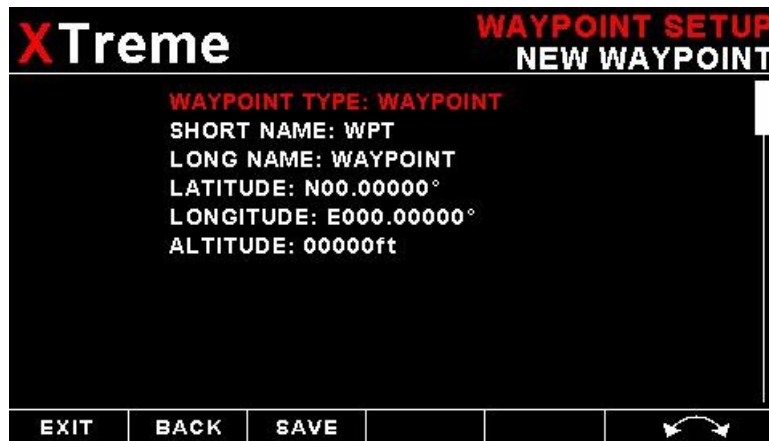 XTreme
WAYPOINT SETUP
NEW WAYPOINT
WAYPOINT TYPE: WAYPOINT
SHORT NAME: WPT
LONG NAME: WAYPOINT
LATITUDE: N00.00000°
LONGITUDE: E000.00000°
ALTITUDE: 00000ft
EXIT BACK SAVE